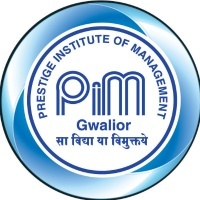 PRESTIGE INSTITUTE OF MANAGEMENT
PiM
Gwalior
सा विद्या या विमुक्तये